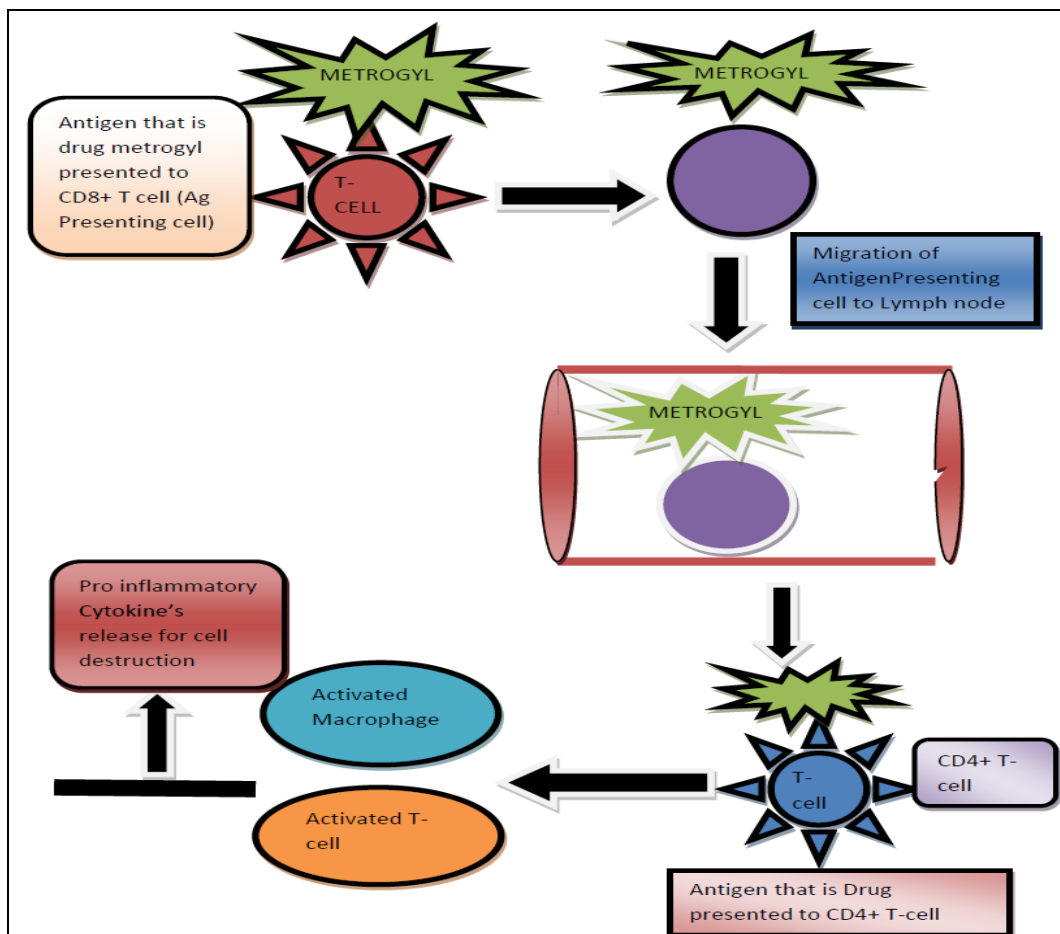 METROGYL
METROGYL
Antigen that is
drug metrogyl
presented to
CD8+ T cell (Ag
Presenting cell)
T-
CELL
Migration of
AntigenPresenting
cell to Lymph node
METROGYL
Pro inflammatory
Cytokine’s
release for cell
destruction
Activated
Macrophage
T-
cell
CD4+ T-
cell
Activated T-
cell
Antigen that is Drug
presented to CD4+ T-cell